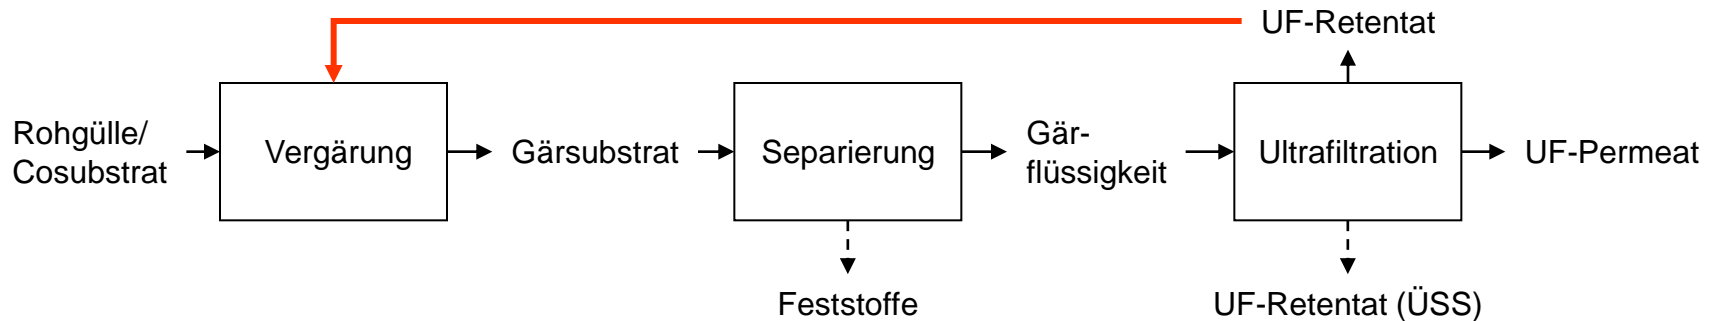 UF-Retentat
Rohgülle/
Cosubstrat
Vergärung
Gärsubstrat
Separierung
Gär-
flüssigkeit
Ultrafiltration
UF-Permeat
Feststoffe
UF-Retentat (ÜSS)